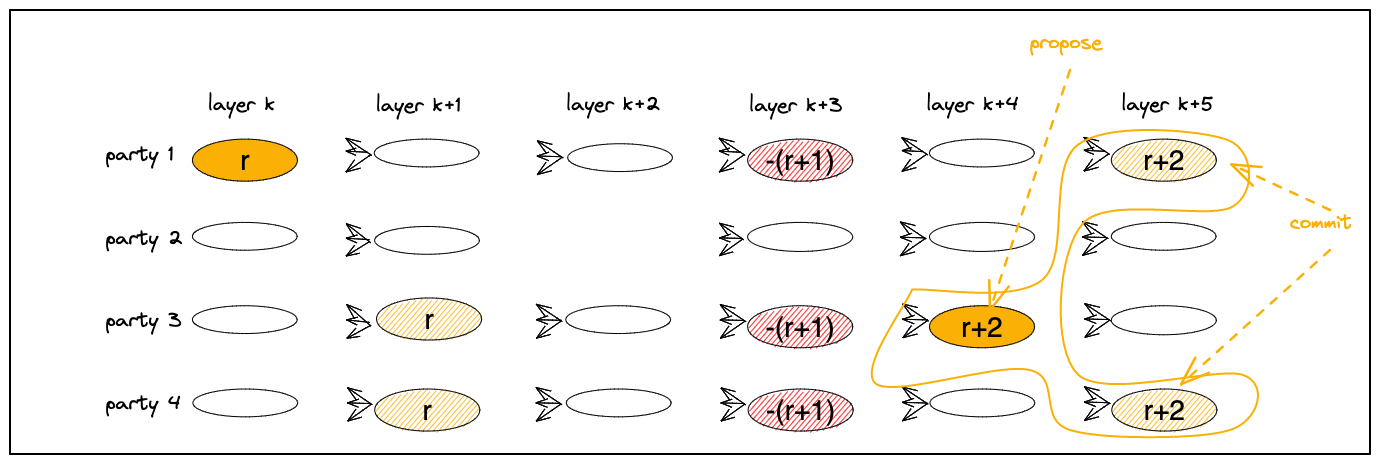 propose
layer k layer k+1 layer k+2 layer k+3 layer k+4 layer k+5
party 1 r -(r+1) r+2
commit
party 2
party 3 r -(r+1) r+2
party 4 r -(r+1) r+2